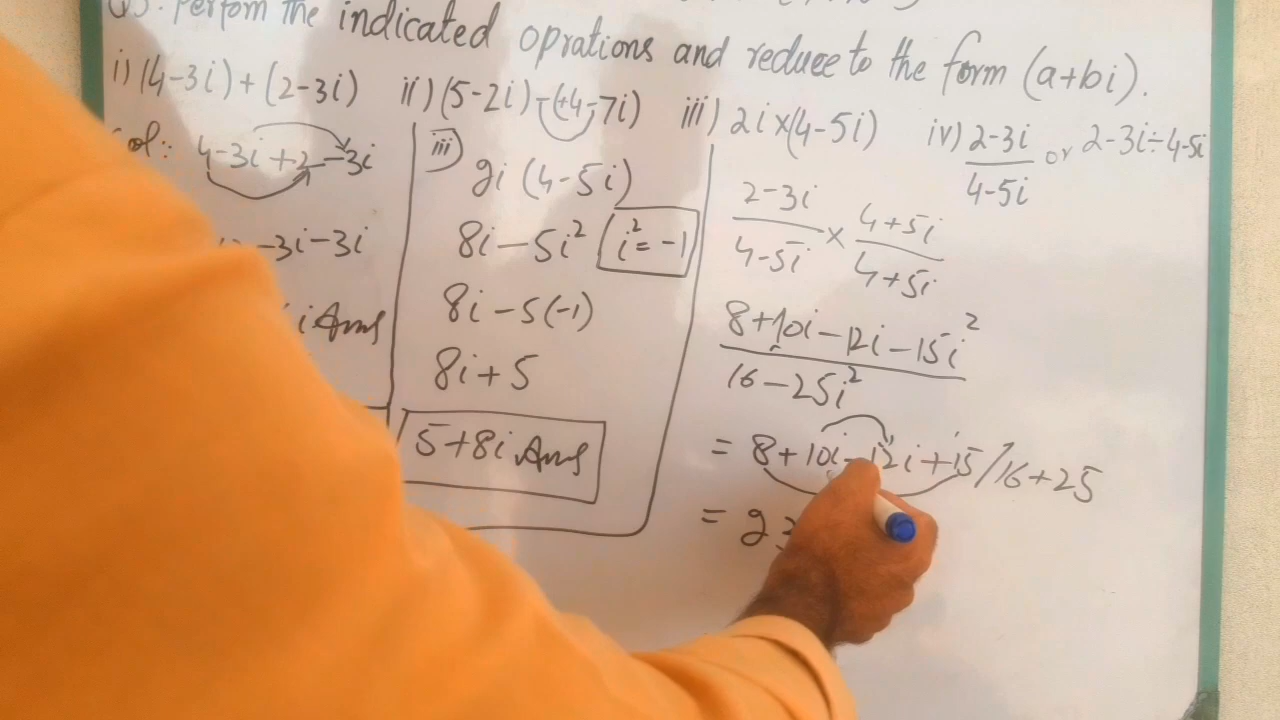 Q3. Perfom the indicated oprations and reduce to the form (a+bi).
i) (4-3i)+(2-3i) ii) (5-2i)-(+4-7i) iii) 2i×(4-5i) iv) 2-3i/4-5i or 2-3i÷4-5i
4-3i+2-3i
-3i-3i
i Ans
iii)
2i (4-5i)
8i-5i² i²=-1
8i-5(-1)
8i+5
5+8i Ans
2-3i/4-5i × 4+5i/4+5i
8+10i-12i-15i²
16-25i²
= 8+10i-12i+15/16+25
= 23